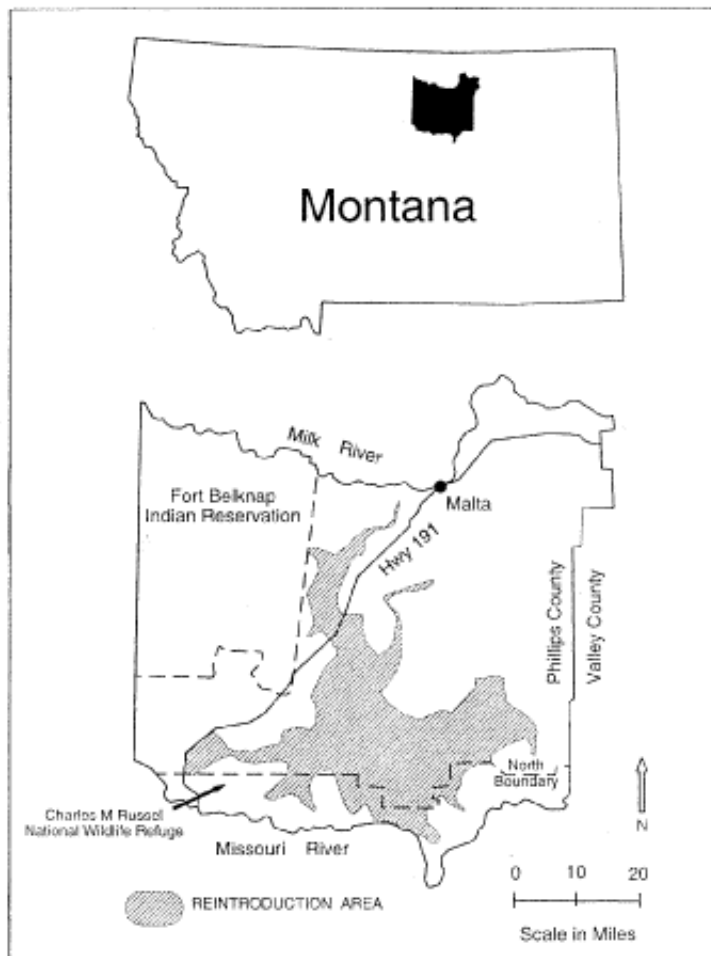 Montana
Milk River
Fort Belknap
Indian Reservation
Malta
Hwy 191
Phillips County
Valley County
North
Boundary
Charles M Russel
National Wildlife Refuge
Missouri River
N
REINTRODUCTION AREA
0 10 20
Scale in Miles